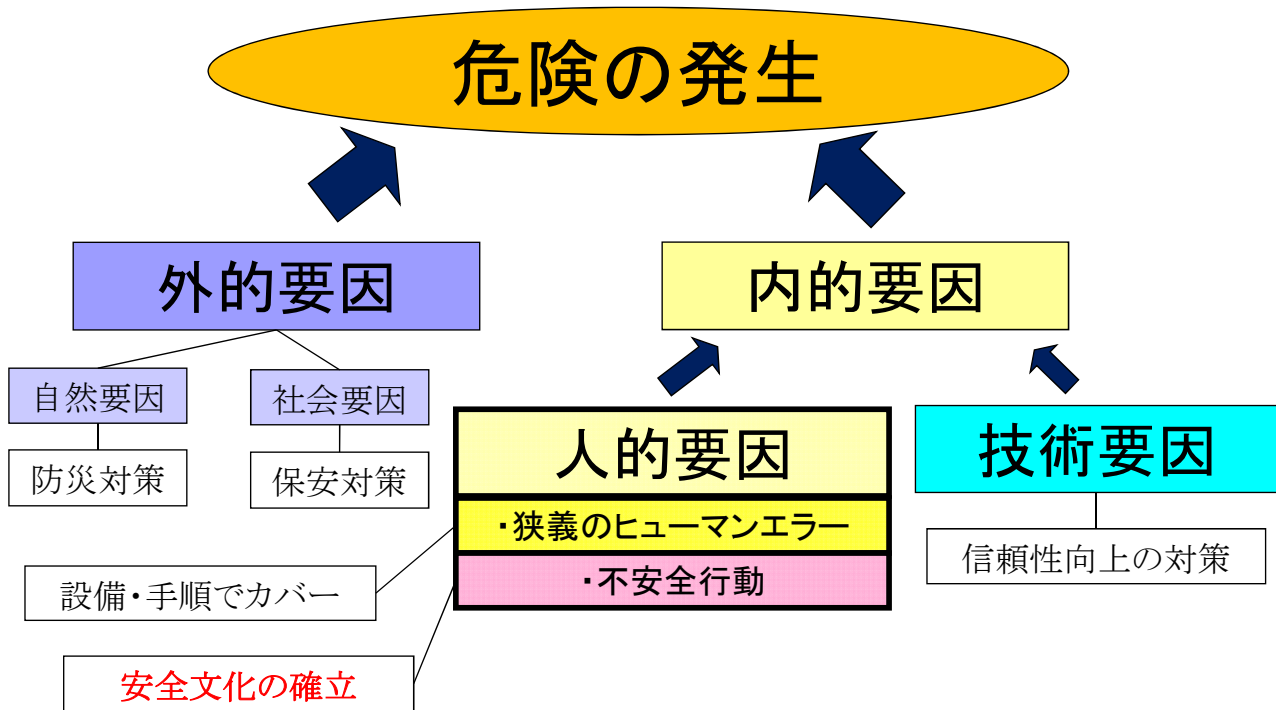 危険の発生
外的要因
内的要因
自然要因
社会要因
防災対策
保安対策
人的要因
・狭義のヒューマンエラー
・不安全行動
技術要因
信頼性向上の対策
設備・手順でカバー
安全文化の確立